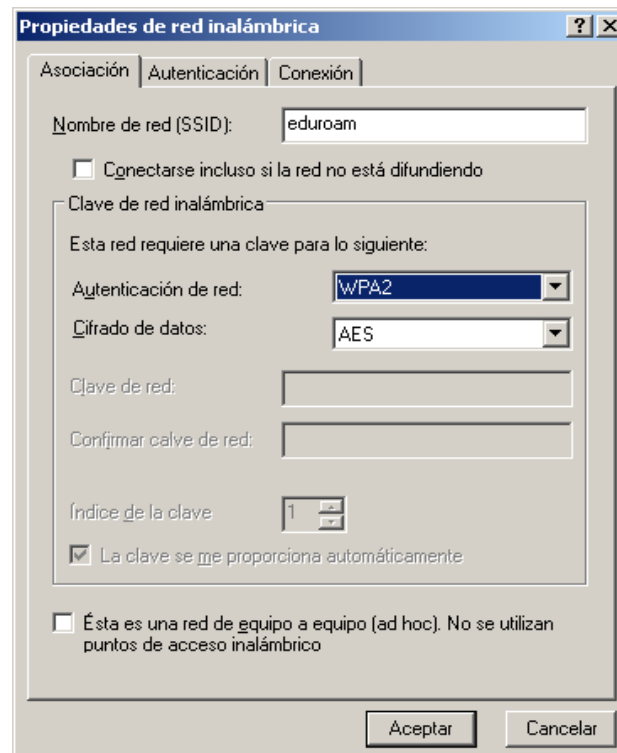 Propiedades de red inalámbrica
Asociación Autenticación Conexión
Nombre de red (SSID): eduroam
Conectarse incluso si la red no está difundiendo
Clave de red inalámbrica
Esta red requiere una clave para lo siguiente:
Autenticación de red: WPA2
Cifrado de datos: AES
Clave de red:
Confirmar calve de red:
Índice de la clave 1
La clave se me proporciona automáticamente
Ésta es una red de equipo a equipo (ad hoc). No se utilizan
puntos de acceso inalámbrico
Aceptar Cancelar